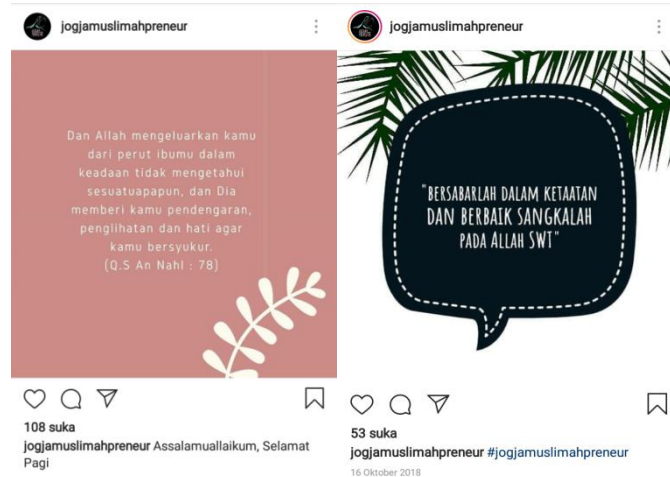 jogjamuslimahpreneur
Dan Allah mengeluarkan kamu
dari perut ibumu dalam
keadaan tidak mengetahui
sesuatuapapun, dan Dia
memberi kamu pendengaran,
penglihatan dan hati agar
kamu bersyukur.
(Q.S An Nahl : 78)
108 suka
jogjamuslimahpreneur Assalamuallaikum, Selamat
Pagi
jogjamuslimahpreneur
"BERSABARLAH DALAM KETAATAN
DAN BERBAIK SANGKALAH
PADA ALLAH SWT"
53 suka
jogjamuslimahpreneur #jogjamuslimahpreneur
16 Oktober 2018